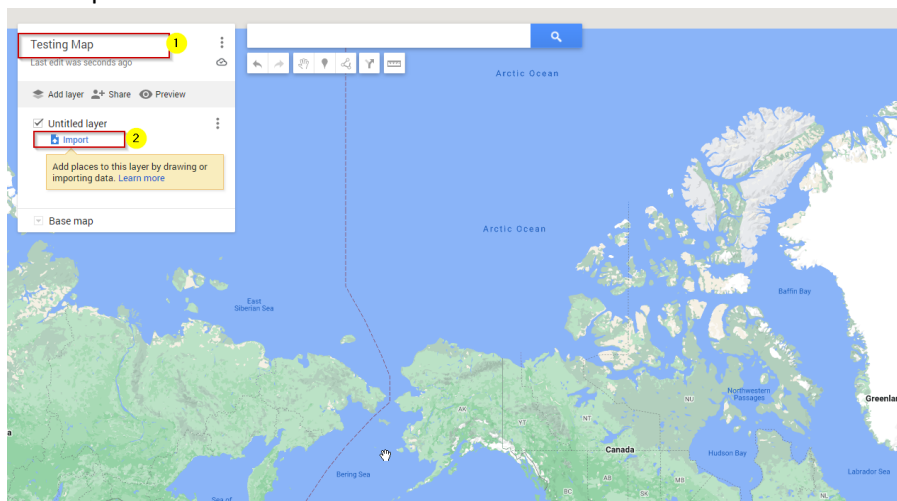 Testing Map
1
Last edit was seconds ago
Add layer Share Preview
Untitled layer
Import
2
Add places to this layer by drawing or
importing data. Learn more
Base map
Arctic Ocean
Arctic Ocean
East
Siberian Sea
Baffin Bay
Northwestern
Passages
NU
Greenlan
AK
YT
NT
a
Canada
Hudson Bay
Bering Sea
Labrador Sea
AB
MB
BC
SK
NL
Sea of